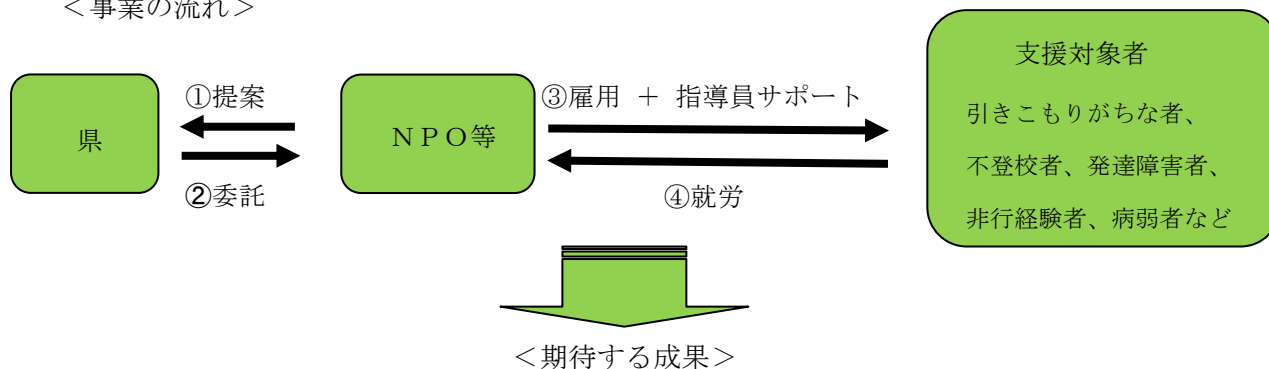 ＜事業の流れ＞
県
①提案
②委託
ＮＰＯ等
③雇用 ＋ 指導員サポート
④就労
支援対象者
引きこもりがちな者、
不登校者、発達障害者、
非行経験者、病弱者など
＜期待する成果＞